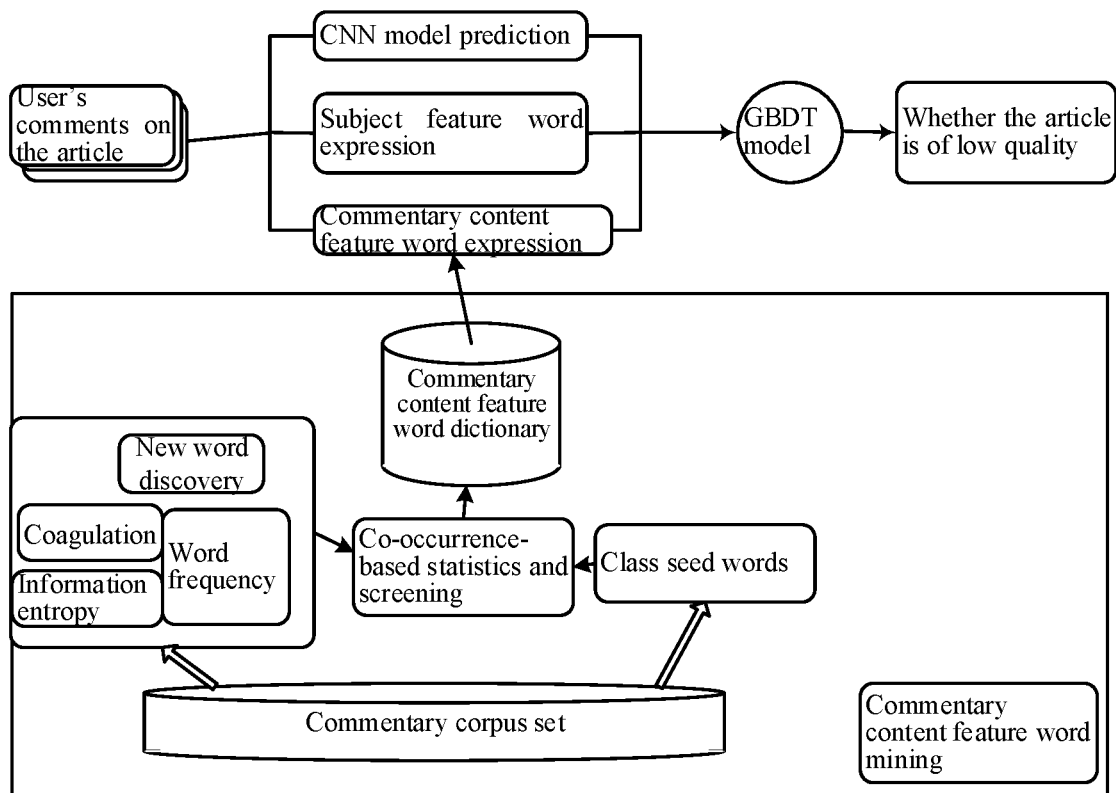 CNN model prediction
User's
comments on
the article
Subject feature word
expression
GBDT
model
Whether the article
is of low quality
Commentary content
feature word expression
Commentary
content feature
word dictionary
New word
discovery
Coagulation
Word
frequency
Information
entropy
Co-occurrence-
based statistics and
screening
Class seed words
Commentary corpus set
Commentary
content feature word
mining